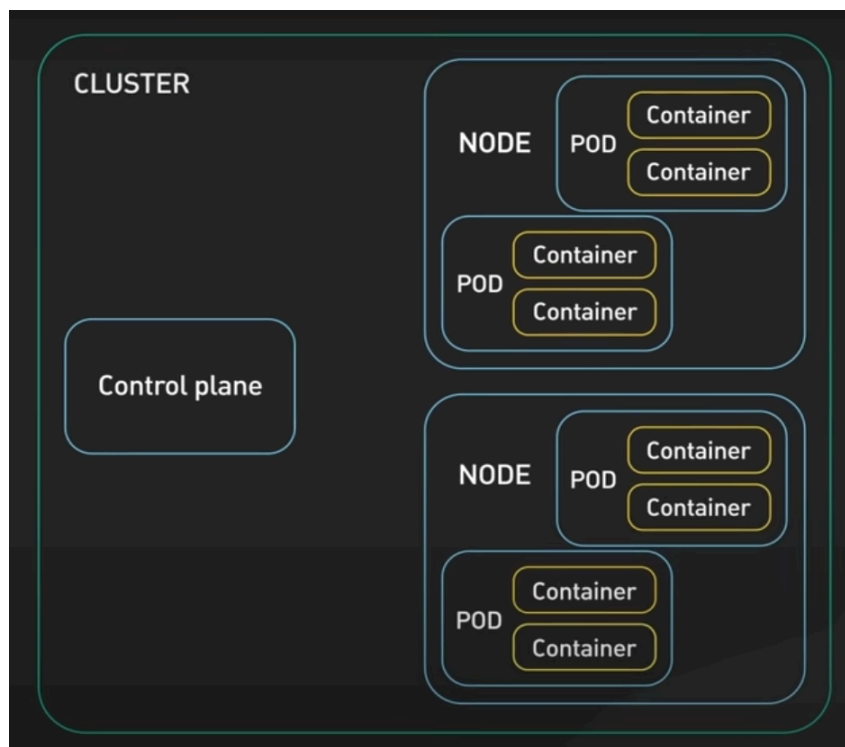 CLUSTER
NODE
POD
Container
Container
POD
Container
Container
Control plane
NODE
POD
Container
Container
POD
Container
Container